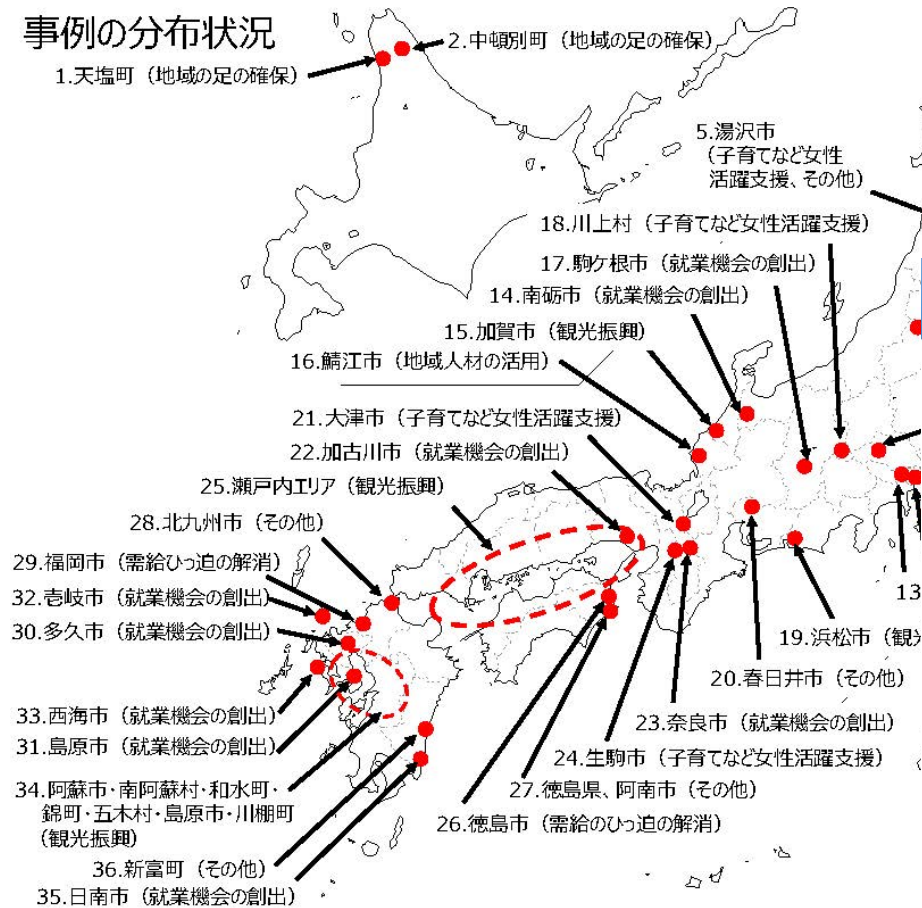 事例の分布状況
2.中頓別町（地域の足の確保）
1.天塩町（地域の足の確保）
5.湯沢市
（子育てなど女性
活躍支援、その他）
18.川上村（子育てなど女性活躍支援）
17.駒ケ根市（就業機会の創出）
14.南砺市（就業機会の創出）
15.加賀市（観光振興）
16.鯖江市（地域人材の活用）
21.大津市（子育てなど女性活躍支援）
22.加古川市（就業機会の創出）
25.瀬戸内エリア（観光振興）
28.北九州市（その他）
29.福岡市（需給ひっ迫の解消）
32.壱岐市（就業機会の創出）
30.多久市（就業機会の創出）
13
19.浜松市（観
20.春日井市（その他）
33.西海市（就業機会の創出）
23.奈良市（就業機会の創出）
31.島原市（就業機会の創出）
24.生駒市（子育てなど女性活躍支援）
34.阿蘇市・南阿蘇村・和水町・
錦町・五木村・島原市・川棚町
（観光振興）
27.徳島県、阿南市（その他）
26.徳島市（需給のひっ迫の解消）
36.新富町（その他）
35.日南市（就業機会の創出）